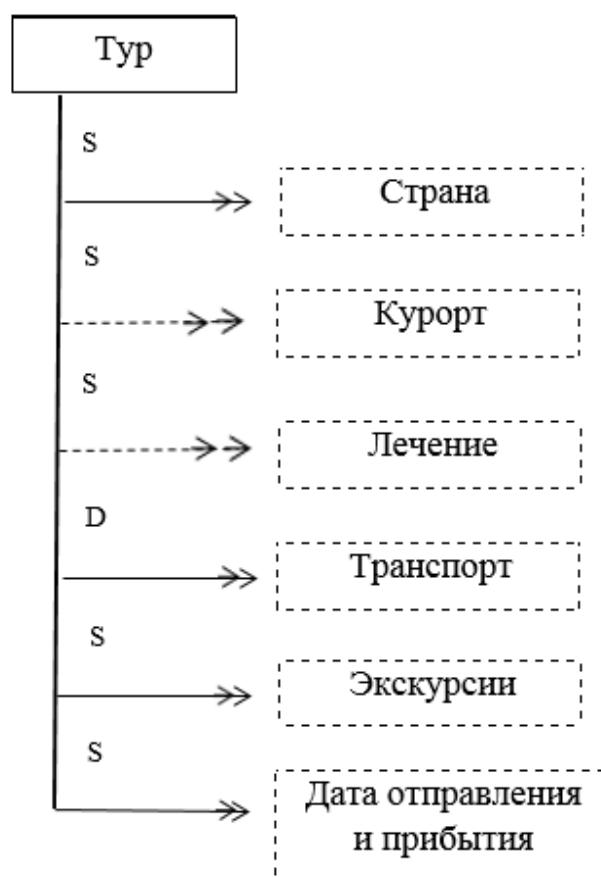 Тур
S
Страна
S
Курорт
S
Лечение
D
Транспорт
S
Экскурсии
S
Дата отправления
и прибытия